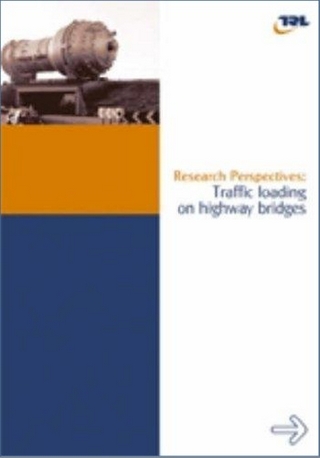 TRL
Research Perspectives:
Traffic loading
on highway bridges